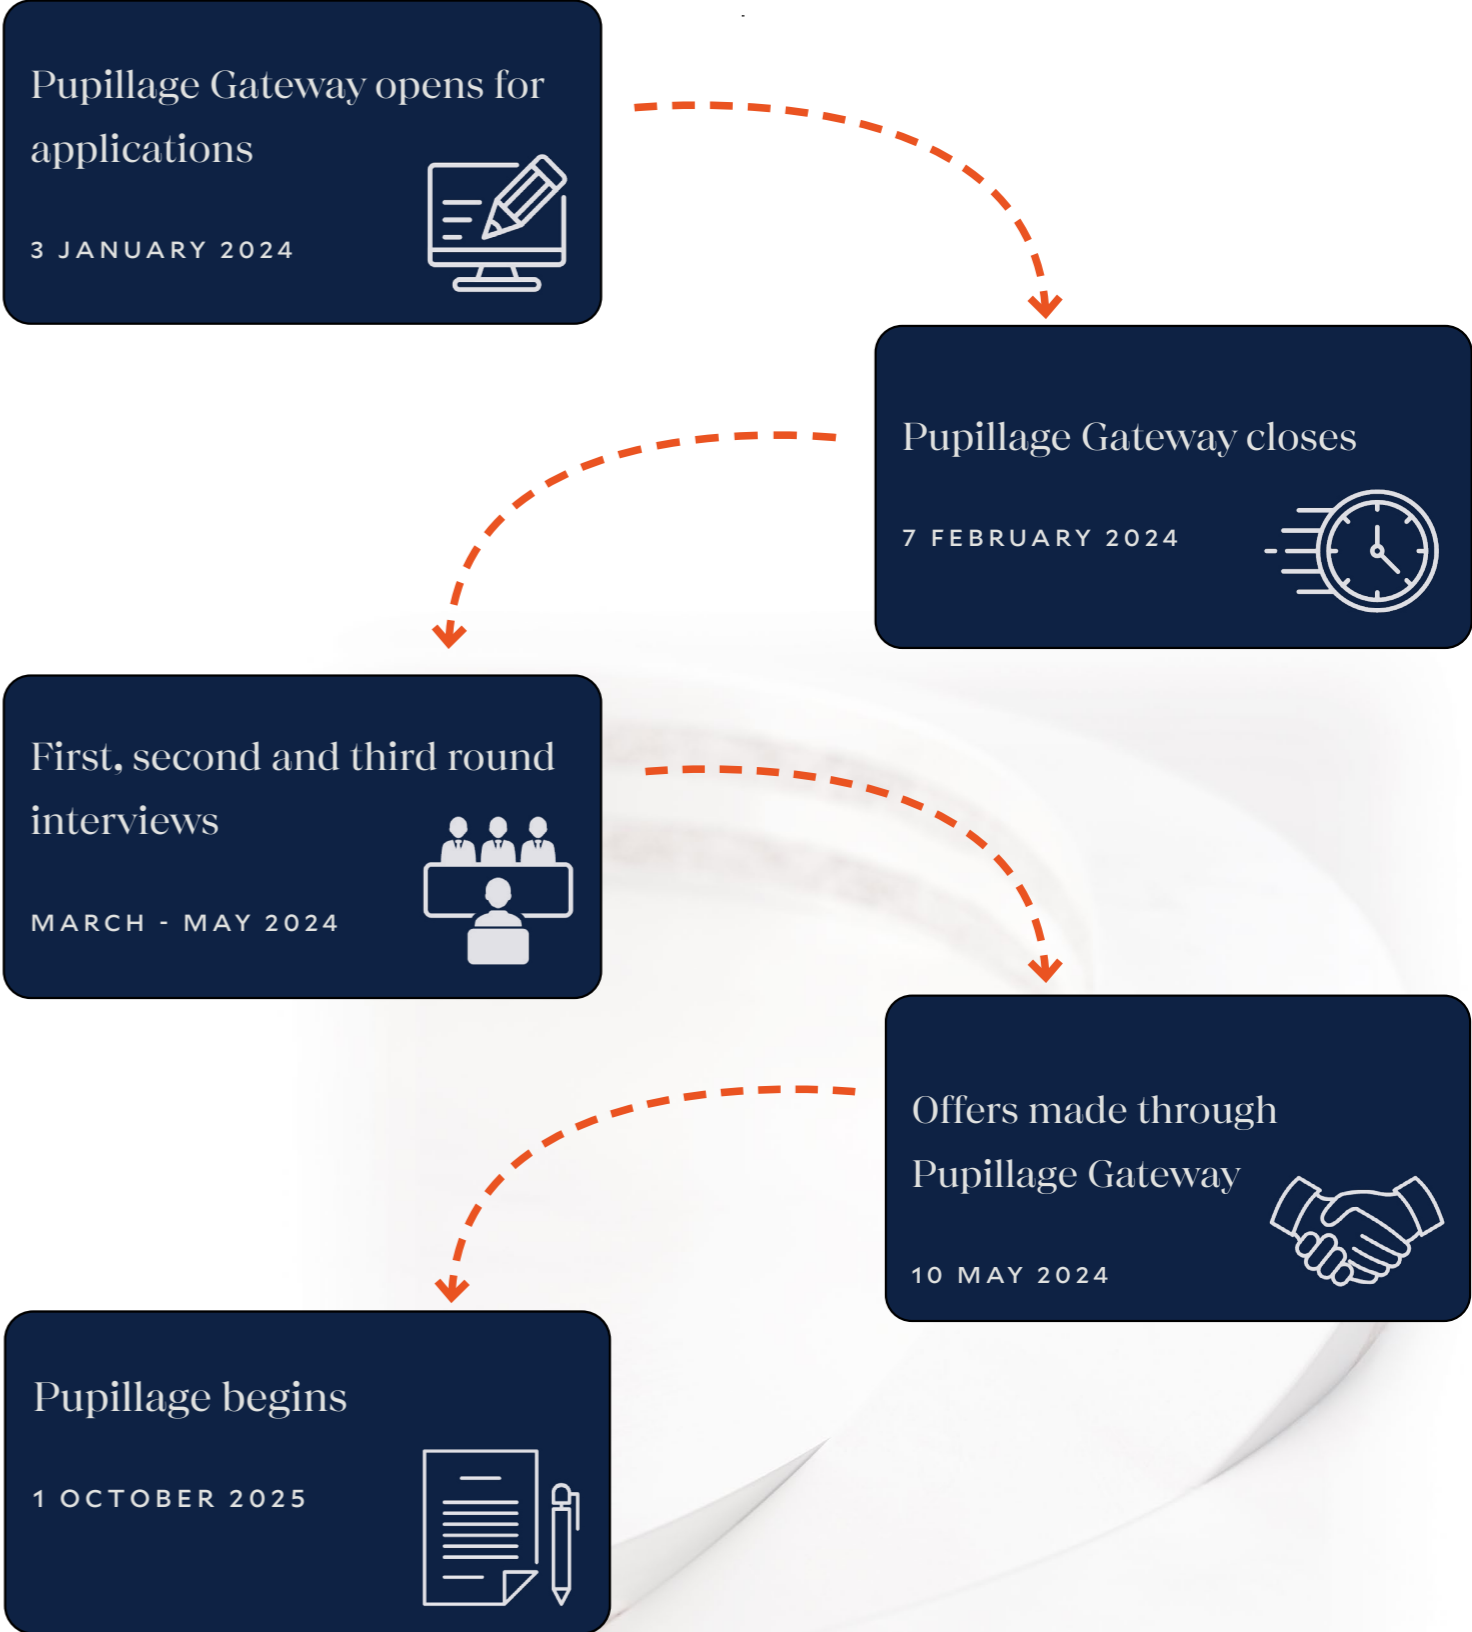 Pupillage Gateway opens for
applications
3 JANUARY 2024
Pupillage Gateway closes
7 FEBRUARY 2024
First, second and third round
interviews
MARCH - MAY 2024
Offers made through
Pupillage Gateway
10 MAY 2024
Pupillage begins
1 OCTOBER 2025